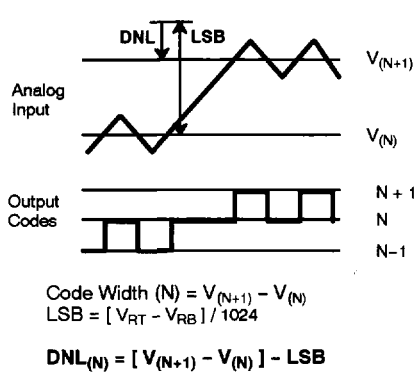 DNL LSB
V(N+1)
Analog
Input
V(N)
Output
Codes
N + 1
N
N−1
Code Width (N) = V(N+1) − V(N)
LSB = [ VRT − VRB ] / 1024
DNL(N) = [ V(N+1) − V(N) ] − LSB